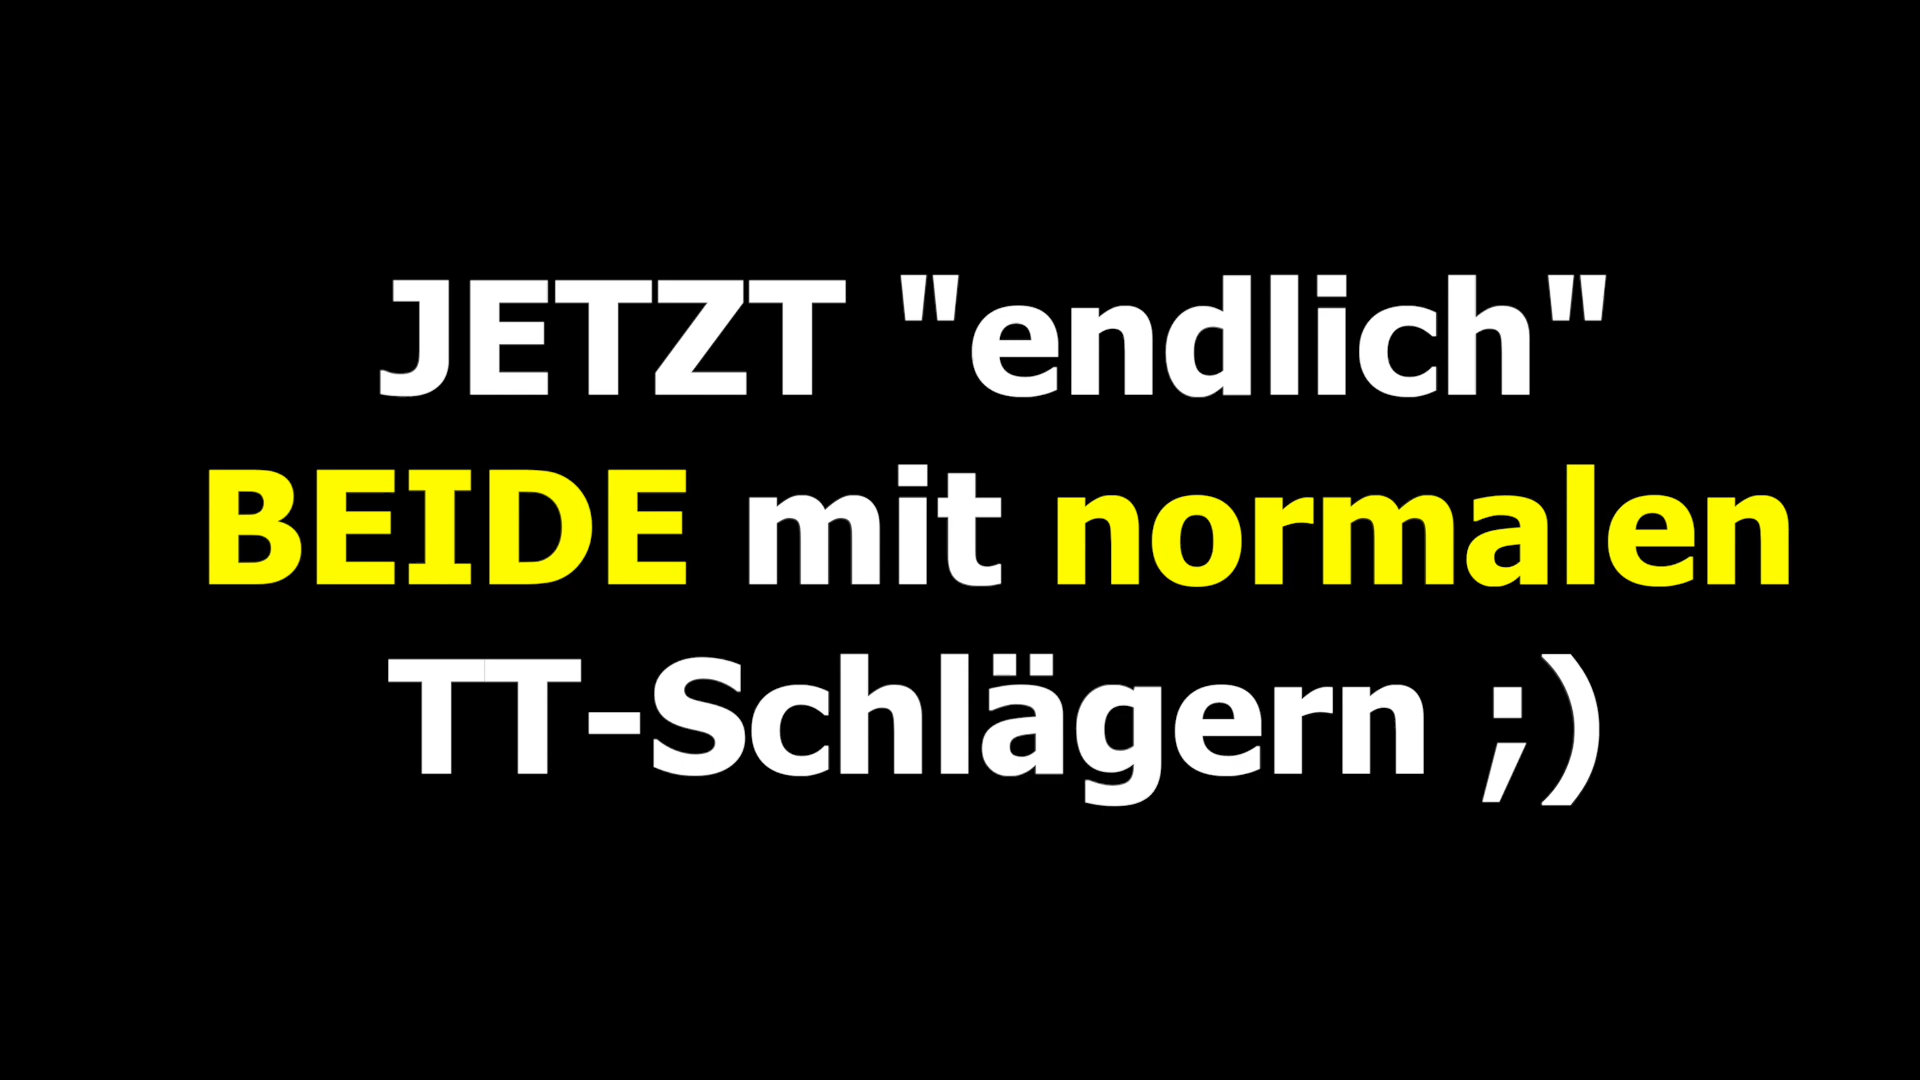 JETZT "endlich"
BEIDE mit normalen
TT-Schlägern ;)